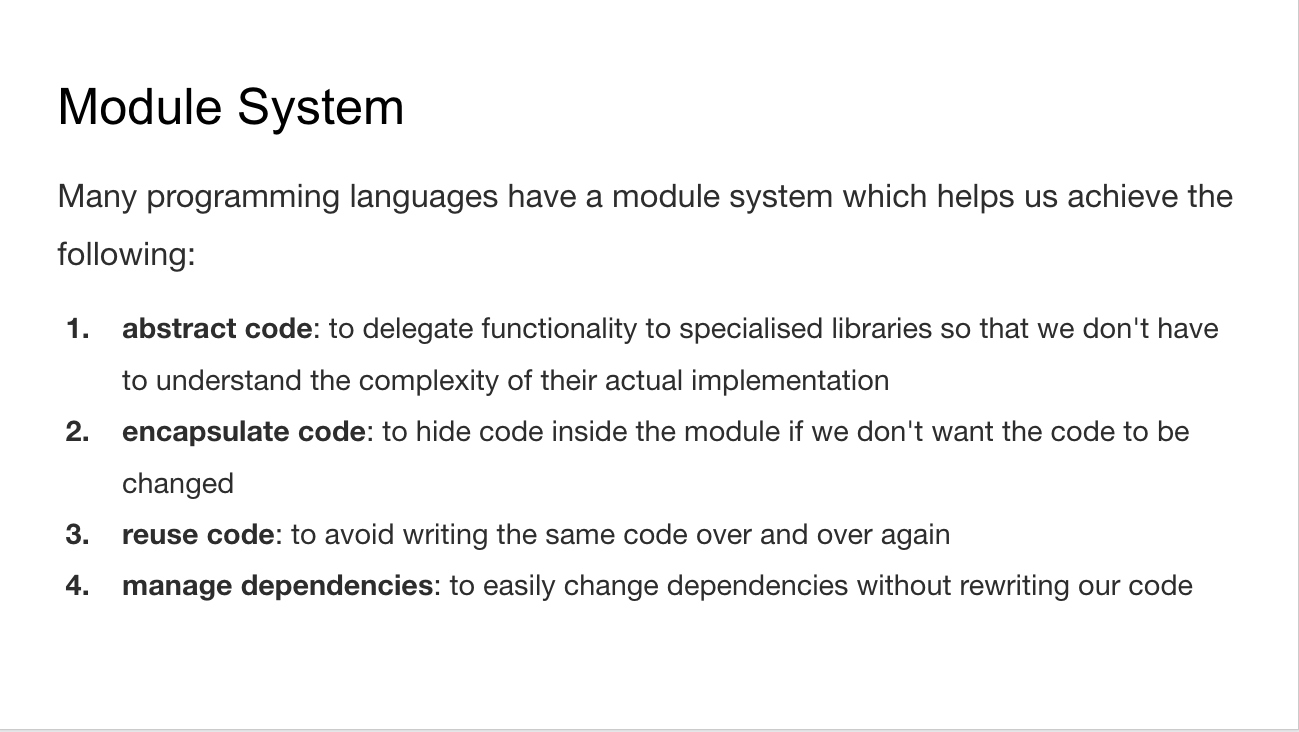 Module System
Many programming languages have a module system which helps us achieve the
following:
1. abstract code: to delegate functionality to specialised libraries so that we don't have
to understand the complexity of their actual implementation
2. encapsulate code: to hide code inside the module if we don't want the code to be
changed
3. reuse code: to avoid writing the same code over and over again
4. manage dependencies: to easily change dependencies without rewriting our code